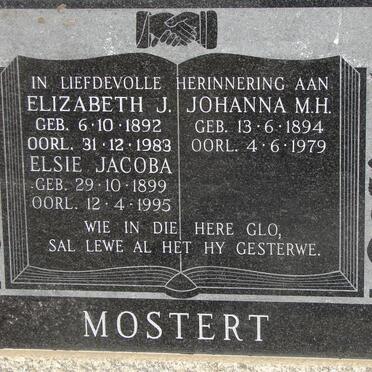 IN LIEFDEVOLLE HERINNERING AAN
ELIZABETH J.
GEB. 6·10·1892
OORL. 31·12·1983
ELSIE JACOBA
GEB. 29·10·1899
OORL. 12·4·1995
JOHANNA M.H.
GEB. 13·6·1894
OORL. 4·6·1979
WIE IN DIE HERE GLO,
SAL LEWE AL HET HY GESTERWE.
MOSTERT